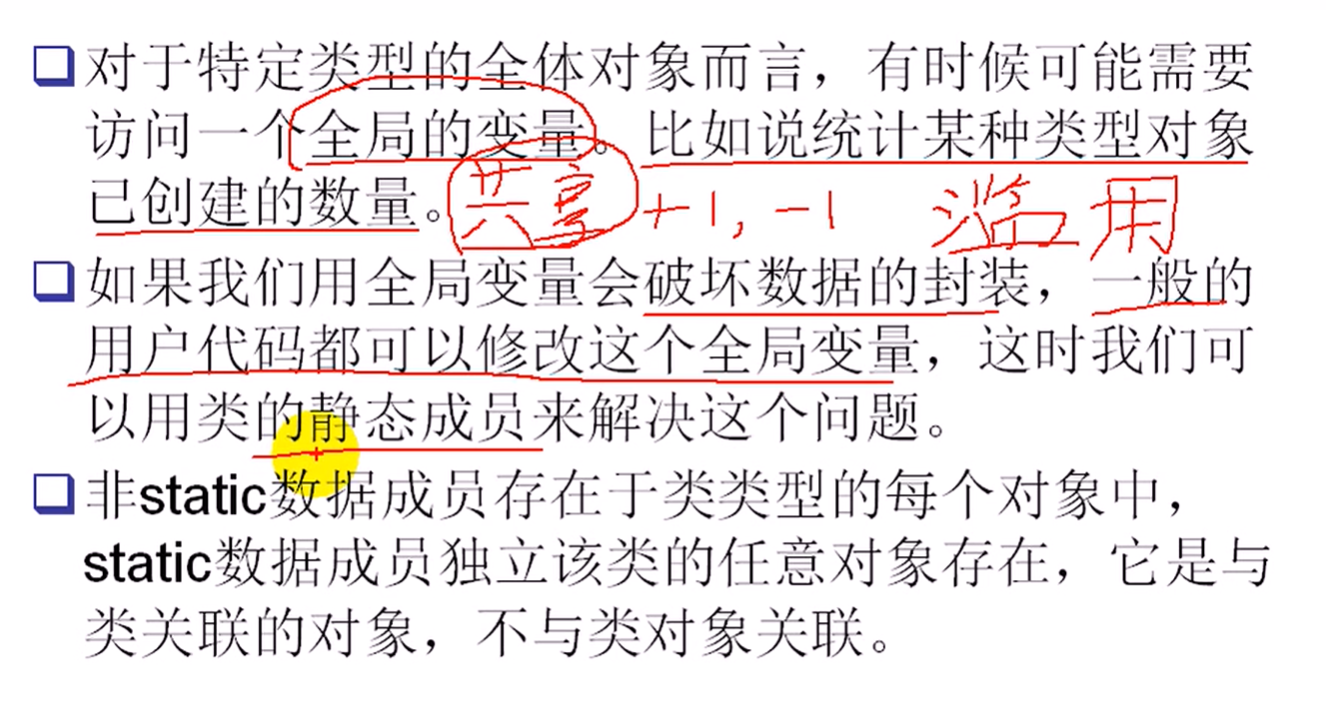 对于特定类型的全体对象而言，有时候可能需要
访问一个全局的变量。比如说统计某种类型对象
已创建的数量。共享 +1, -1 滥用
如果我们用全局变量会破坏数据的封装，一般的
用户代码都可以修改这个全局变量，这时我们可
以用类的静态成员来解决这个问题。
非static数据成员存在于类类型的每个对象中，
static数据成员独立该类的任意对象存在，它是与
类关联的对象，不与类对象关联。